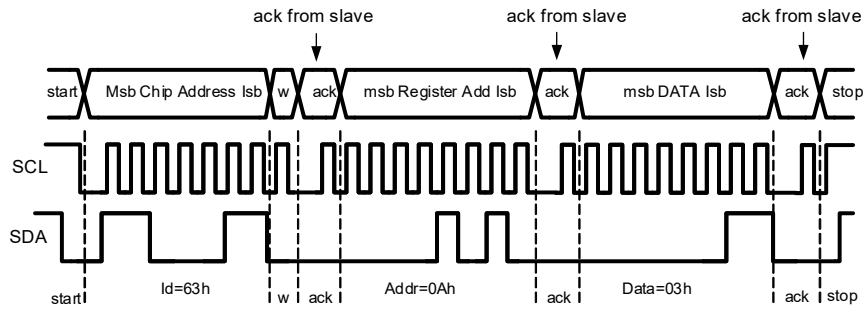 ack from slave ack from slave ack from slave
start Msb Chip Address lsb w ack msb Register Add lsb ack msb DATA lsb ack stop
SCL
SDA
start Id=63h w ack Addr=0Ah ack Data=03h ack stop